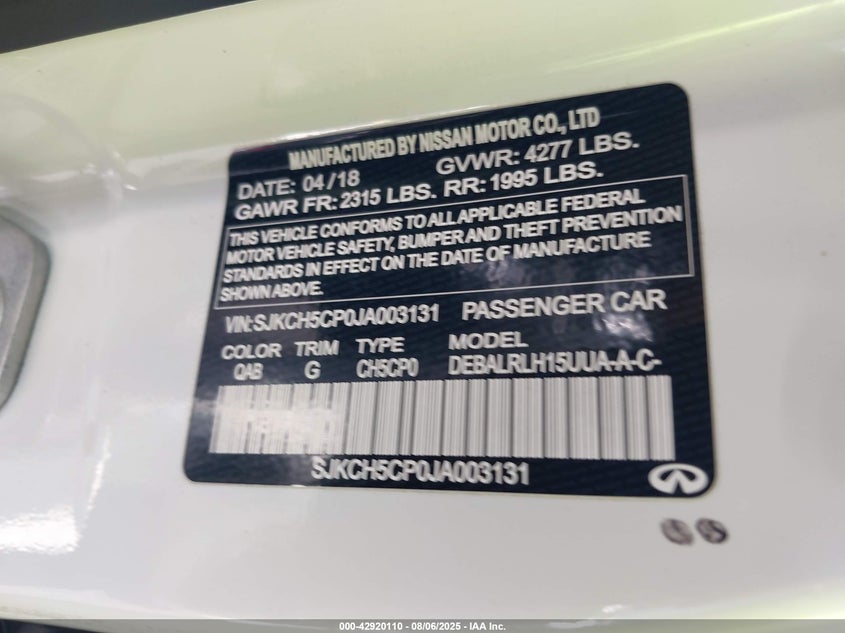 MANUFACTURED BY NISSAN MOTOR CO., LTD
DATE: 04/18 GVWR: 4277 LBS.
GAWR FR: 2315 LBS. RR: 1995 LBS.
THIS VEHICLE CONFORMS TO ALL APPLICABLE FEDERAL
MOTOR VEHICLE SAFETY, BUMPER AND THEFT PREVENTION
STANDARDS IN EFFECT ON THE DATE OF MANUFACTURE
SHOWN ABOVE.
VIN: SJKCH5CP0JA003131 PASSENGER CAR
COLOR TRIM TYPE MODEL
QAB G CH5CP0 DEBALRLH15UUA-A-C-
SJKCH5CP0JA003131
000-42920110 - 08/06/2025 - IAA Inc.